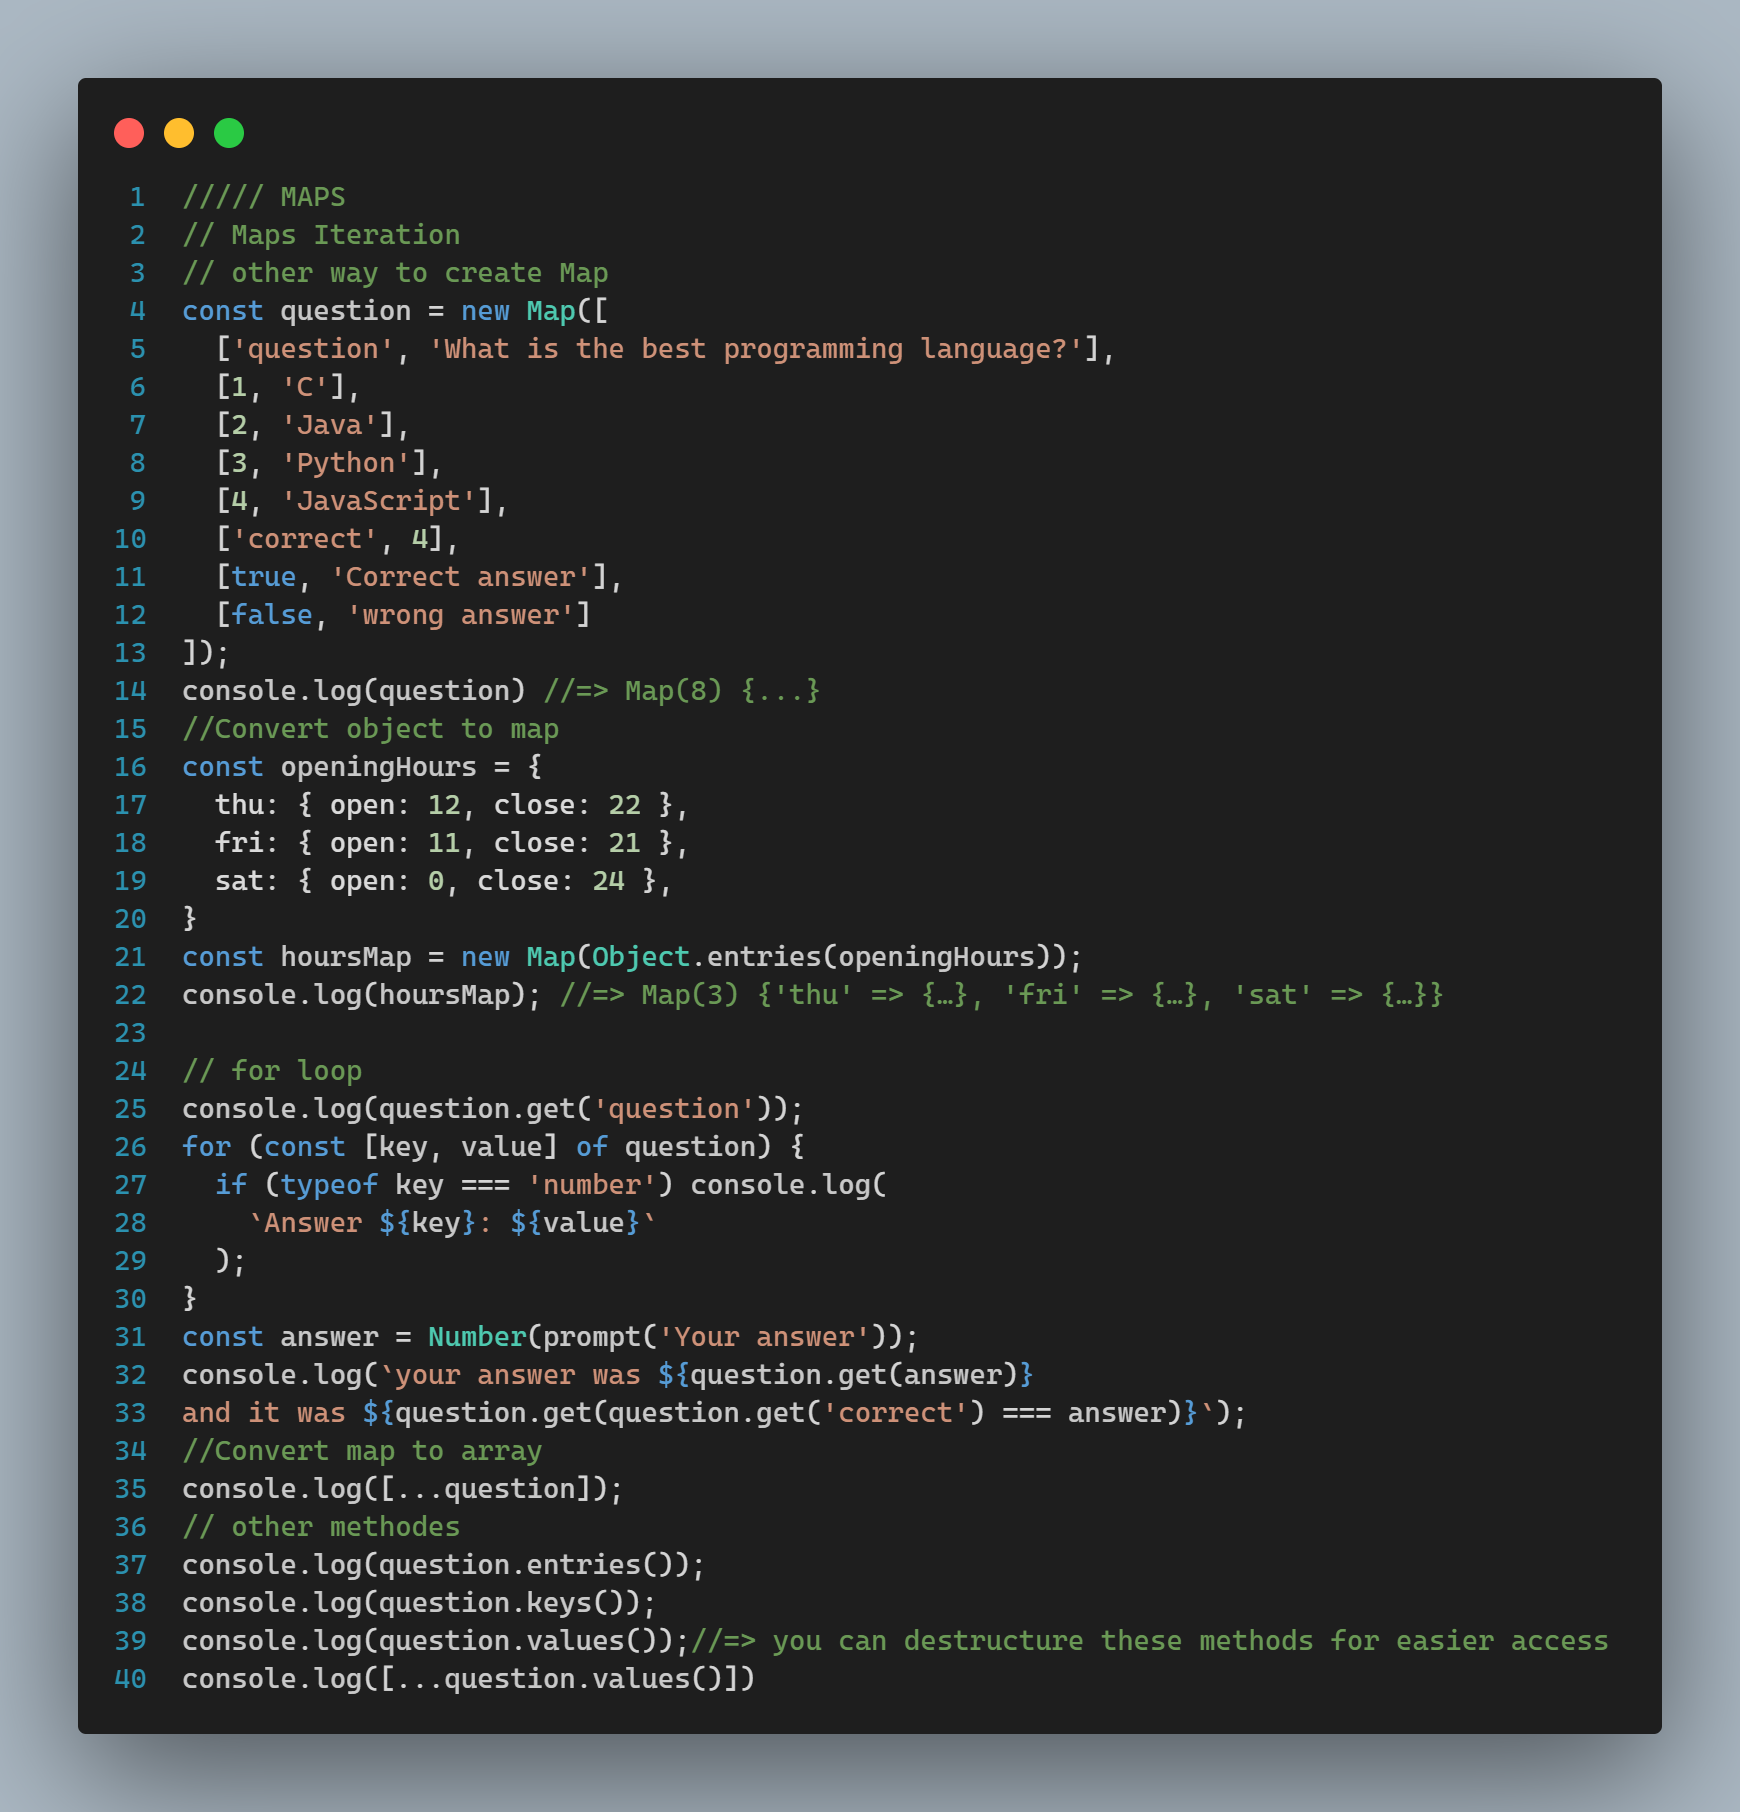 1 ///// MAPS
2 // Maps Iteration
3 // other way to create Map
4 const question = new Map([
5   ['question', 'What is the best programming language?'],
6   [1, 'C'],
7   [2, 'Java'],
8   [3, 'Python'],
9   [4, 'JavaScript'],
10   ['correct', 4],
11   [true, 'Correct answer'],
12   [false, 'wrong answer']
13 ]);
14 console.log(question) //=> Map(8) {...}
15 //Convert object to map
16 const openingHours = {
17   thu: { open: 12, close: 22 },
18   fri: { open: 11, close: 21 },
19   sat: { open: 0, close: 24 },
20 }
21 const hoursMap = new Map(Object.entries(openingHours));
22 console.log(hoursMap); //=> Map(3) {'thu' => {…}, 'fri' => {…}, 'sat' => {…}}
23
24 // for loop
25 console.log(question.get('question'));
26 for (const [key, value] of question) {
27   if (typeof key === 'number') console.log(
28     `Answer ${key}: ${value}`
29   );
30 }
31 const answer = Number(prompt('Your answer'));
32 console.log(`your answer was ${question.get(answer)}
33 and it was ${question.get(question.get('correct') === answer)}`);
34 //Convert map to array
35 console.log([...question]);
36 // other methodes
37 console.log(question.entries());
38 console.log(question.keys());
39 console.log(question.values());//=> you can destructure these methods for easier access
40 console.log([...question.values()])